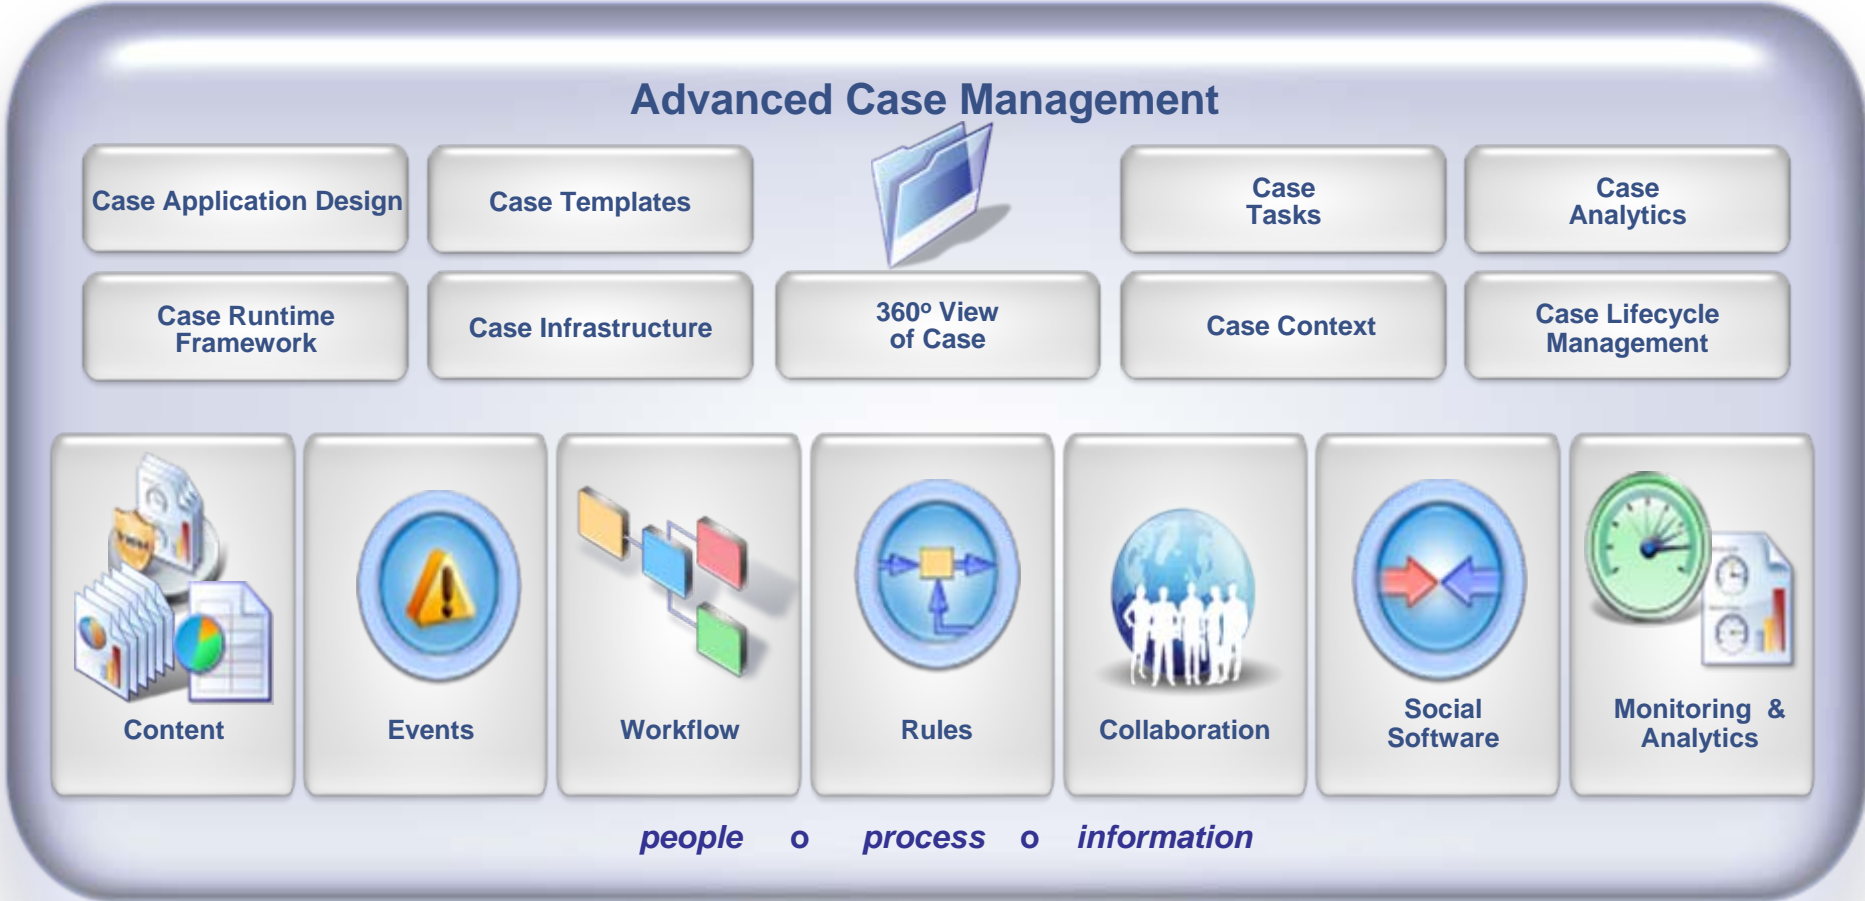 Advanced Case Management
Case Application Design
Case Templates
Case
Tasks
Case
Analytics
Case Runtime
Framework
Case Infrastructure
360º View
of Case
Case Context
Case Lifecycle
Management
Content
Events
Workflow
Rules
Collaboration
Social
Software
Monitoring &
Analytics
people o process o information